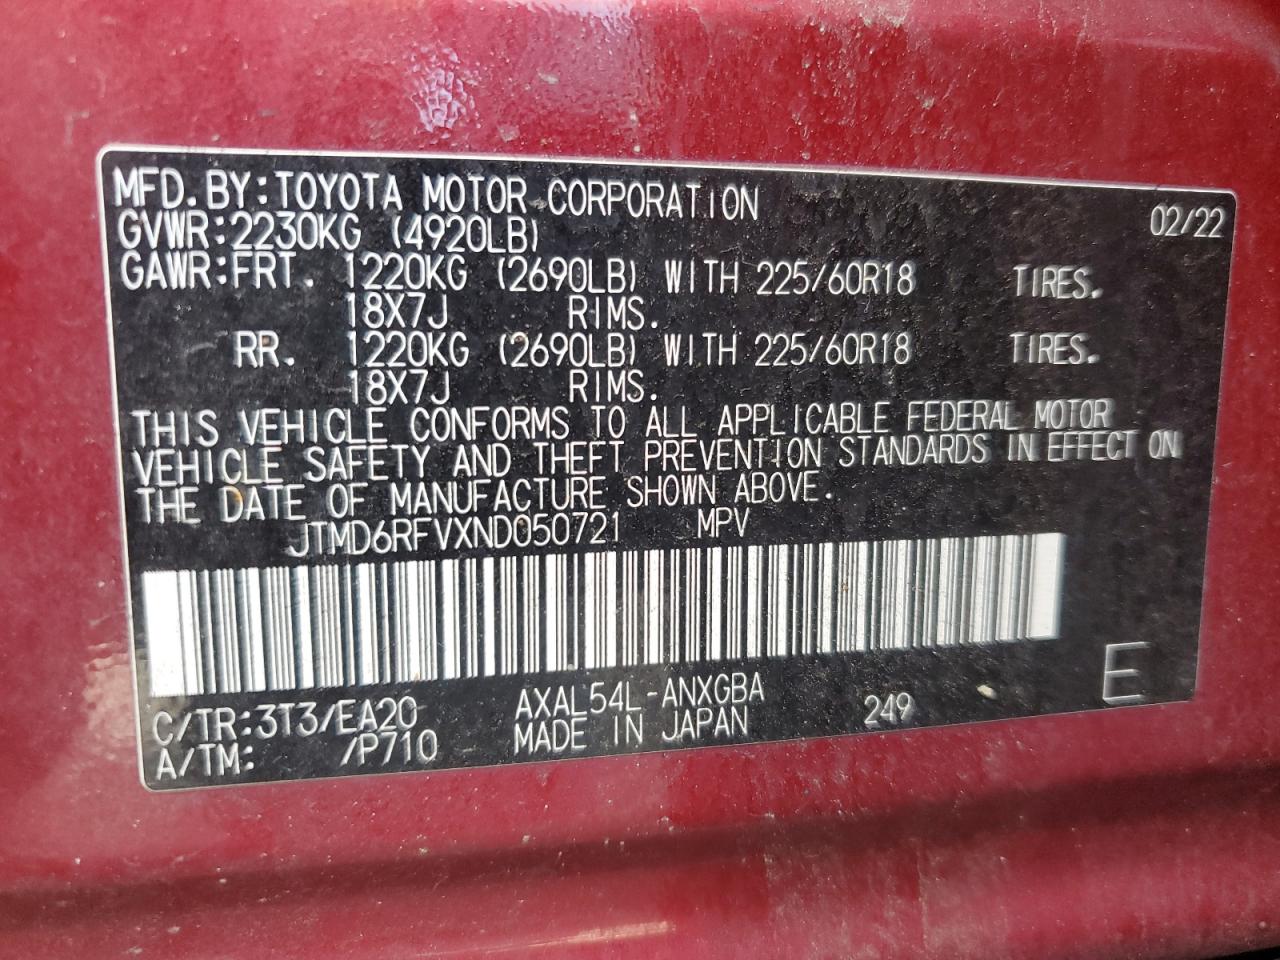 MFD.BY:TOYOTA MOTOR CORPORATION 02/22
GVWR:2230KG (4920LB)
GAWR:FRT. 1220KG (2690LB) WITH 225/60R18 TIRES.
18X7J RIMS.
RR. 1220KG (2690LB) WITH 225/60R18 TIRES.
18X7J RIMS.
THIS VEHICLE CONFORMS TO ALL APPLICABLE FEDERAL MOTOR
VEHICLE SAFETY AND THEFT PREVENTION STANDARDS IN EFFECT ON
THE DATE OF MANUFACTURE SHOWN ABOVE.
JTMD6RFVXND050721 MPV
C/TR:3T3/EA20 AXAL54L-ANXGBA 249 E
A/TM: /P710 MADE IN JAPAN